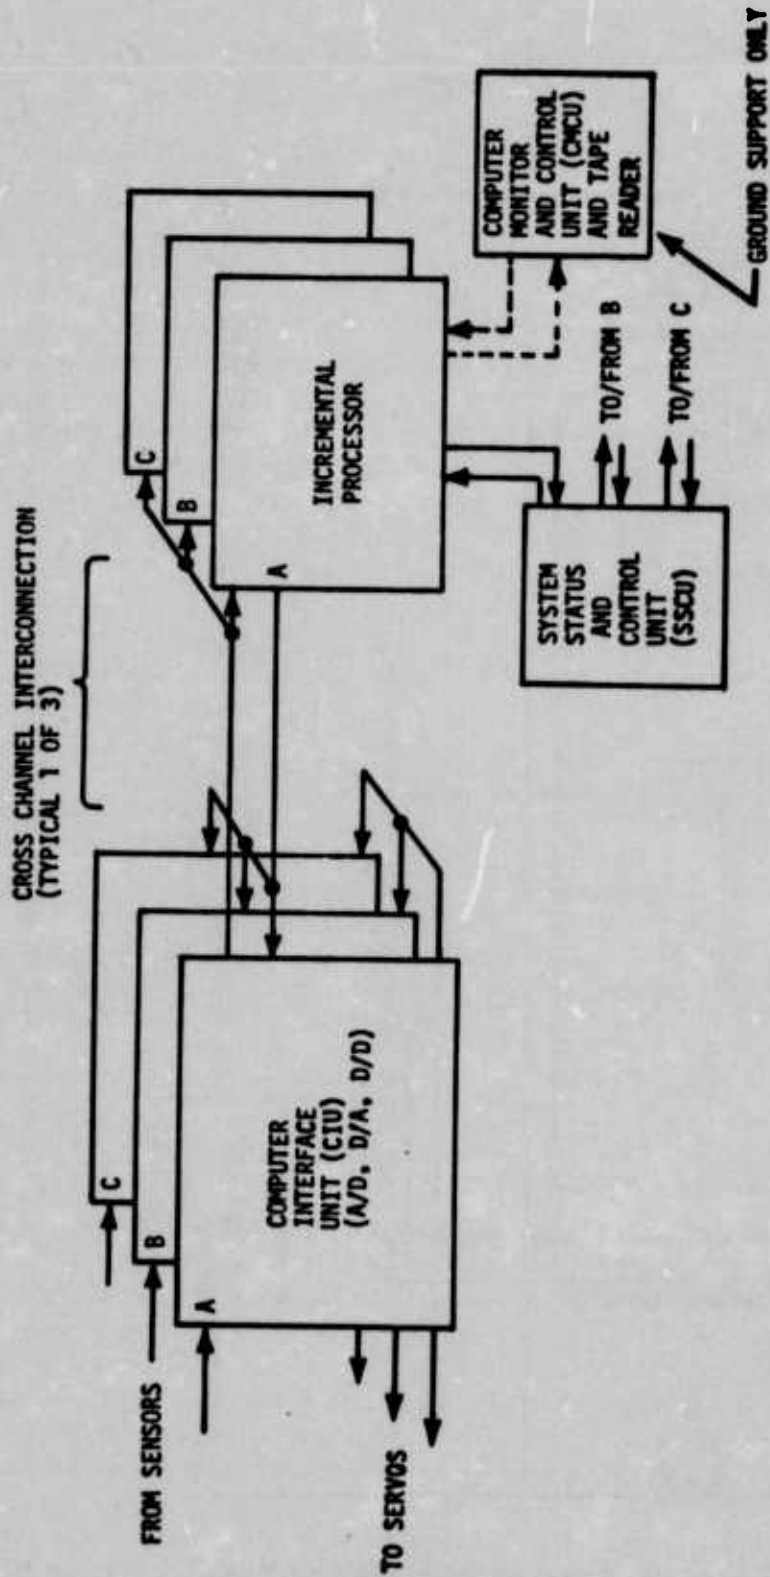 CROSS CHANNEL INTERCONNECTION
(TYPICAL 1 OF 3)
FROM SENSORS
TO SERVOS
C
B
A
COMPUTER
INTERFACE
UNIT (CIU)
(A/D, D/A, D/D)
C
B
A
INCREMENTAL
PROCESSOR
SYSTEM
STATUS
AND
CONTROL
UNIT
(SSCU)
TO/FROM B
TO/FROM C
COMPUTER
MONITOR
AND CONTROL
UNIT (CMCU)
AND TAPE
READER
GROUND SUPPORT ONLY